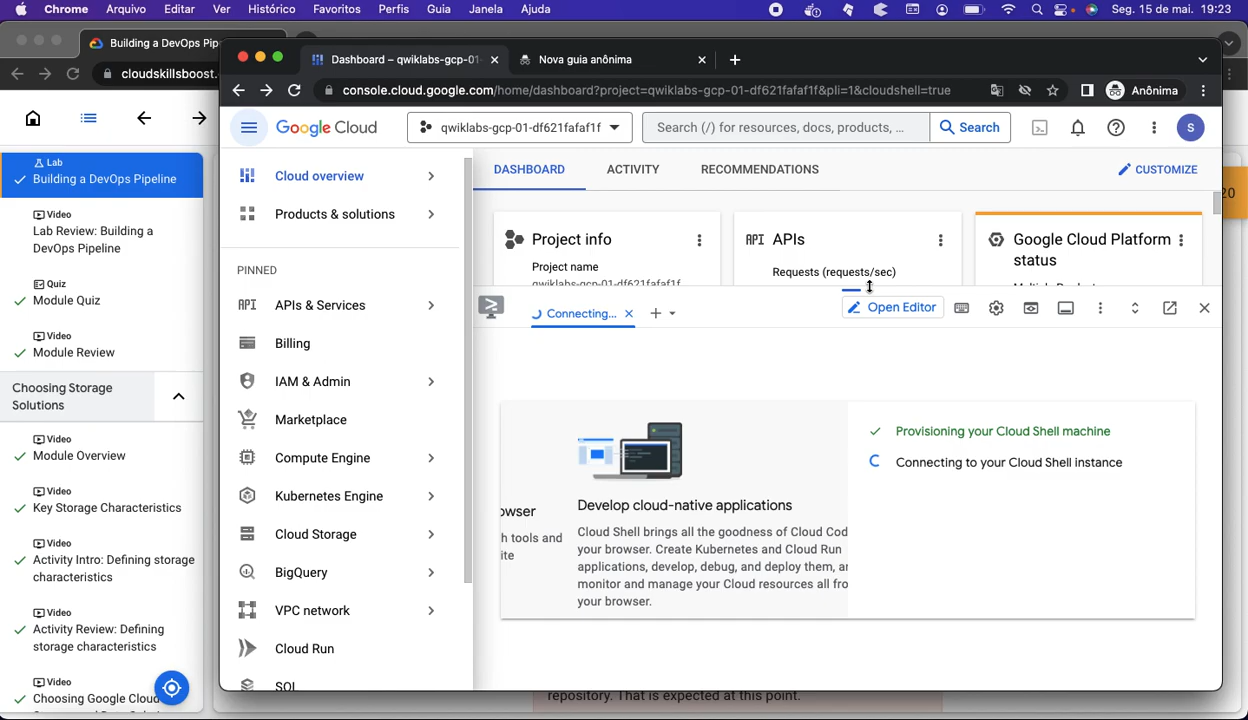 Chrome Arquivo Editar Ver Histórico Favoritos Perfis Guia Janela Ajuda Seg. 15 de mai. 19:23
Building a DevOps Pip
cloudskillsboost.
Dashboard – qwiklabs-gcp-01-
Nova guia anônima
console.cloud.google.com/home/dashboard?project=qwiklabs-gcp-01-df621fafaf1f&pli=1&cloudshell=true
Anônima
Google Cloud
qwiklabs-gcp-01-df621fafaf1f
Search (/) for resources, docs, products, …
Search
S
Lab
Building a DevOps Pipeline
Video
Lab Review: Building a
DevOps Pipeline
Quiz
Module Quiz
Video
Module Review
Choosing Storage
Solutions
Video
Module Overview
Video
Key Storage Characteristics
Video
Activity Intro: Defining storage
characteristics
Video
Activity Review: Defining
storage characteristics
Video
Choosing Google Cloud
Cloud overview
Products & solutions
PINNED
API APIs & Services
Billing
IAM & Admin
Marketplace
Compute Engine
Kubernetes Engine
Cloud Storage
BigQuery
VPC network
Cloud Run
SQL
DASHBOARD
ACTIVITY
RECOMMENDATIONS
CUSTOMIZE
20
Project info
Project name
qwiklabs-gcp-01-df621fafaf1f
API APIs
Requests (requests/sec)
Google Cloud Platform
status
Connecting...
Open Editor
owser
h tools and
ite
Develop cloud-native applications
Cloud Shell brings all the goodness of Cloud Cod
your browser. Create Kubernetes and Cloud Run
applications, develop, debug, and deploy them, ar
monitor and manage your Cloud resources all fro
your browser.
Provisioning your Cloud Shell machine
Connecting to your Cloud Shell instance
repository. That is expected at this point.